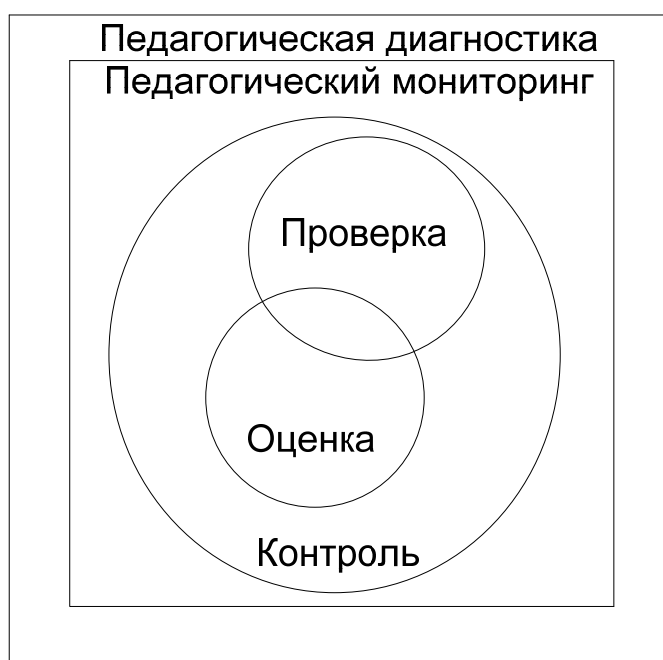 Педагогическая диагностика
Педагогический мониторинг
Проверка
Оценка
Контроль